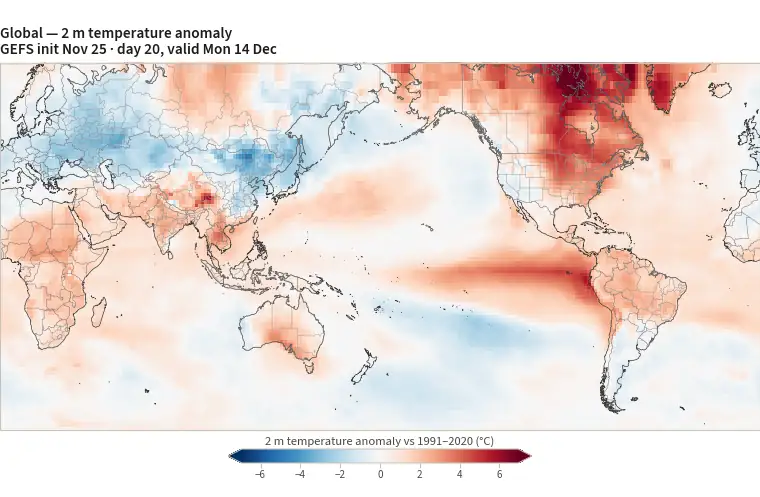 Global — 2 m temperature anomaly
GEFS init Nov 25 · day 20, valid Mon 14 Dec
2 m temperature anomaly vs 1991–2020 (°C)
−6 −4 −2 0 2 4 6